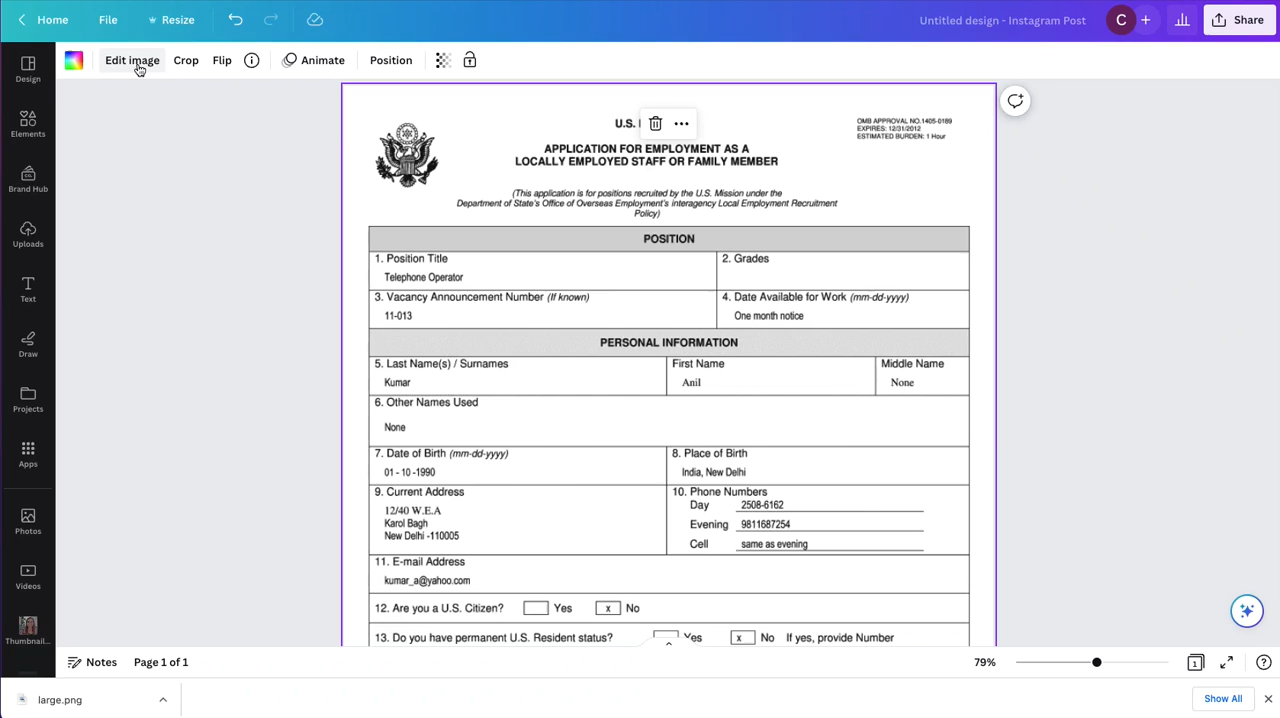 Home File Resize Untitled design - Instagram Post C + Share
Edit image Crop Flip Animate Position
Design
Elements
Brand Hub
Uploads
Text
Draw
Projects
Apps
Photos
Videos
Thumbnail...
U.S.
OMB APPROVAL NO.1405-0189
EXPIRES: 12/31/2012
ESTIMATED BURDEN: 1 Hour
APPLICATION FOR EMPLOYMENT AS A
LOCALLY EMPLOYED STAFF OR FAMILY MEMBER
(This application is for positions recruited by the U.S. Mission under the
Department of State's Office of Overseas Employment's interagency Local Employment Recruitment
Policy)
POSITION
1. Position Title
Telephone Operator
2. Grades
3. Vacancy Announcement Number (If known)
11-013
4. Date Available for Work (mm-dd-yyyy)
One month notice
PERSONAL INFORMATION
5. Last Name(s) / Surnames
Kumar
First Name
Anil
Middle Name
None
6. Other Names Used
None
7. Date of Birth (mm-dd-yyyy)
01 - 10 -1990
8. Place of Birth
India, New Delhi
9. Current Address
12/40 W.E.A
Karol Bagh
New Delhi -110005
10. Phone Numbers
Day 2508-6162
Evening 9811687254
Cell same as evening
11. E-mail Address
kumar_a@yahoo.com
12. Are you a U.S. Citizen? Yes x No
13. Do you have permanent U.S. Resident status? Yes x No If yes, provide Number
Notes Page 1 of 1 79% 1
large.png Show All